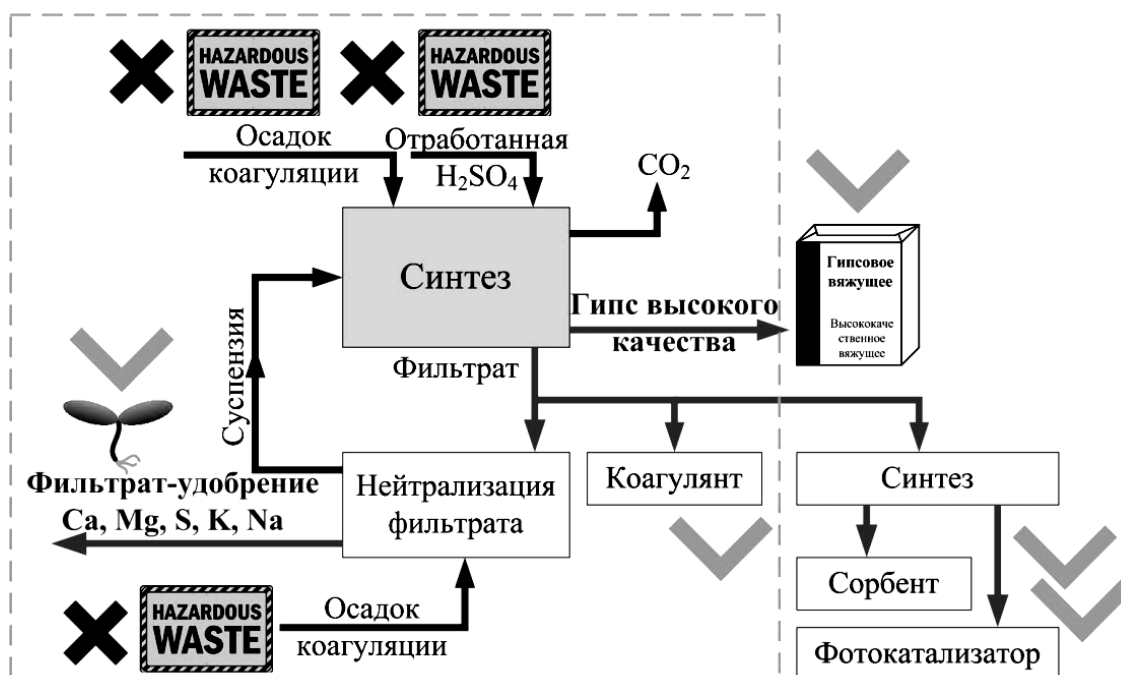 HAZARDOUS
WASTE
HAZARDOUS
WASTE
Осадок
коагуляции
Отработанная
H₂SO₄
CO₂
Синтез
Гипсовое
вяжущее
Высококаче
ственное
вяжущее
Гипс высокого
качества
Фильтрат
Суспензия
Фильтрат-удобрение
Ca, Mg, S, K, Na
Нейтрализация
фильтрата
Коагулянт
Синтез
Сорбент
Фотокатализатор
HAZARDOUS
WASTE
Осадок
коагуляции